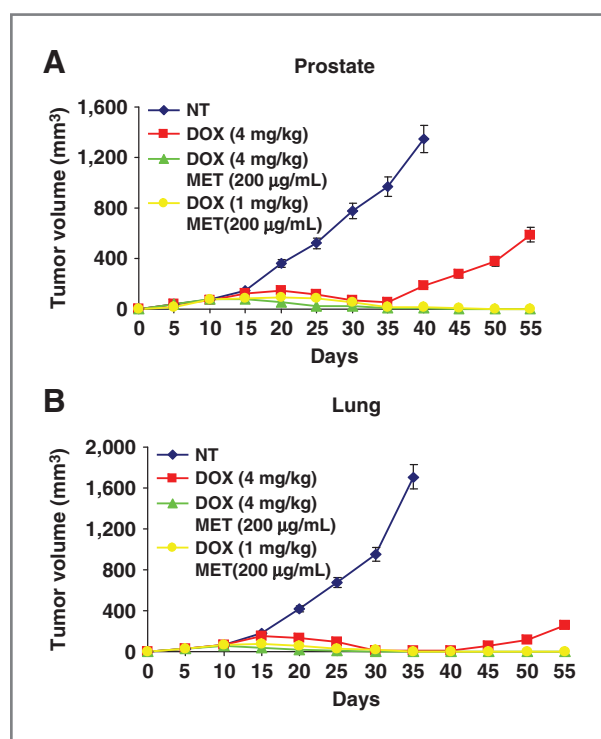 A
Prostate
Tumor volume (mm³)
1,600
1,200
800
400
0
NT
DOX (4 mg/kg)
DOX (4 mg/kg)
MET (200 µg/mL)
DOX (1 mg/kg)
MET(200 µg/mL)
0 5 10 15 20 25 30 35 40 45 50 55
Days
B
Lung
Tumor volume (mm³)
2,000
1,600
1,200
800
400
0
NT
DOX (4 mg/kg)
DOX (4 mg/kg)
MET (200 µg/mL)
DOX (1 mg/kg)
MET(200 µg/mL)
0 5 10 15 20 25 30 35 40 45 50 55
Days